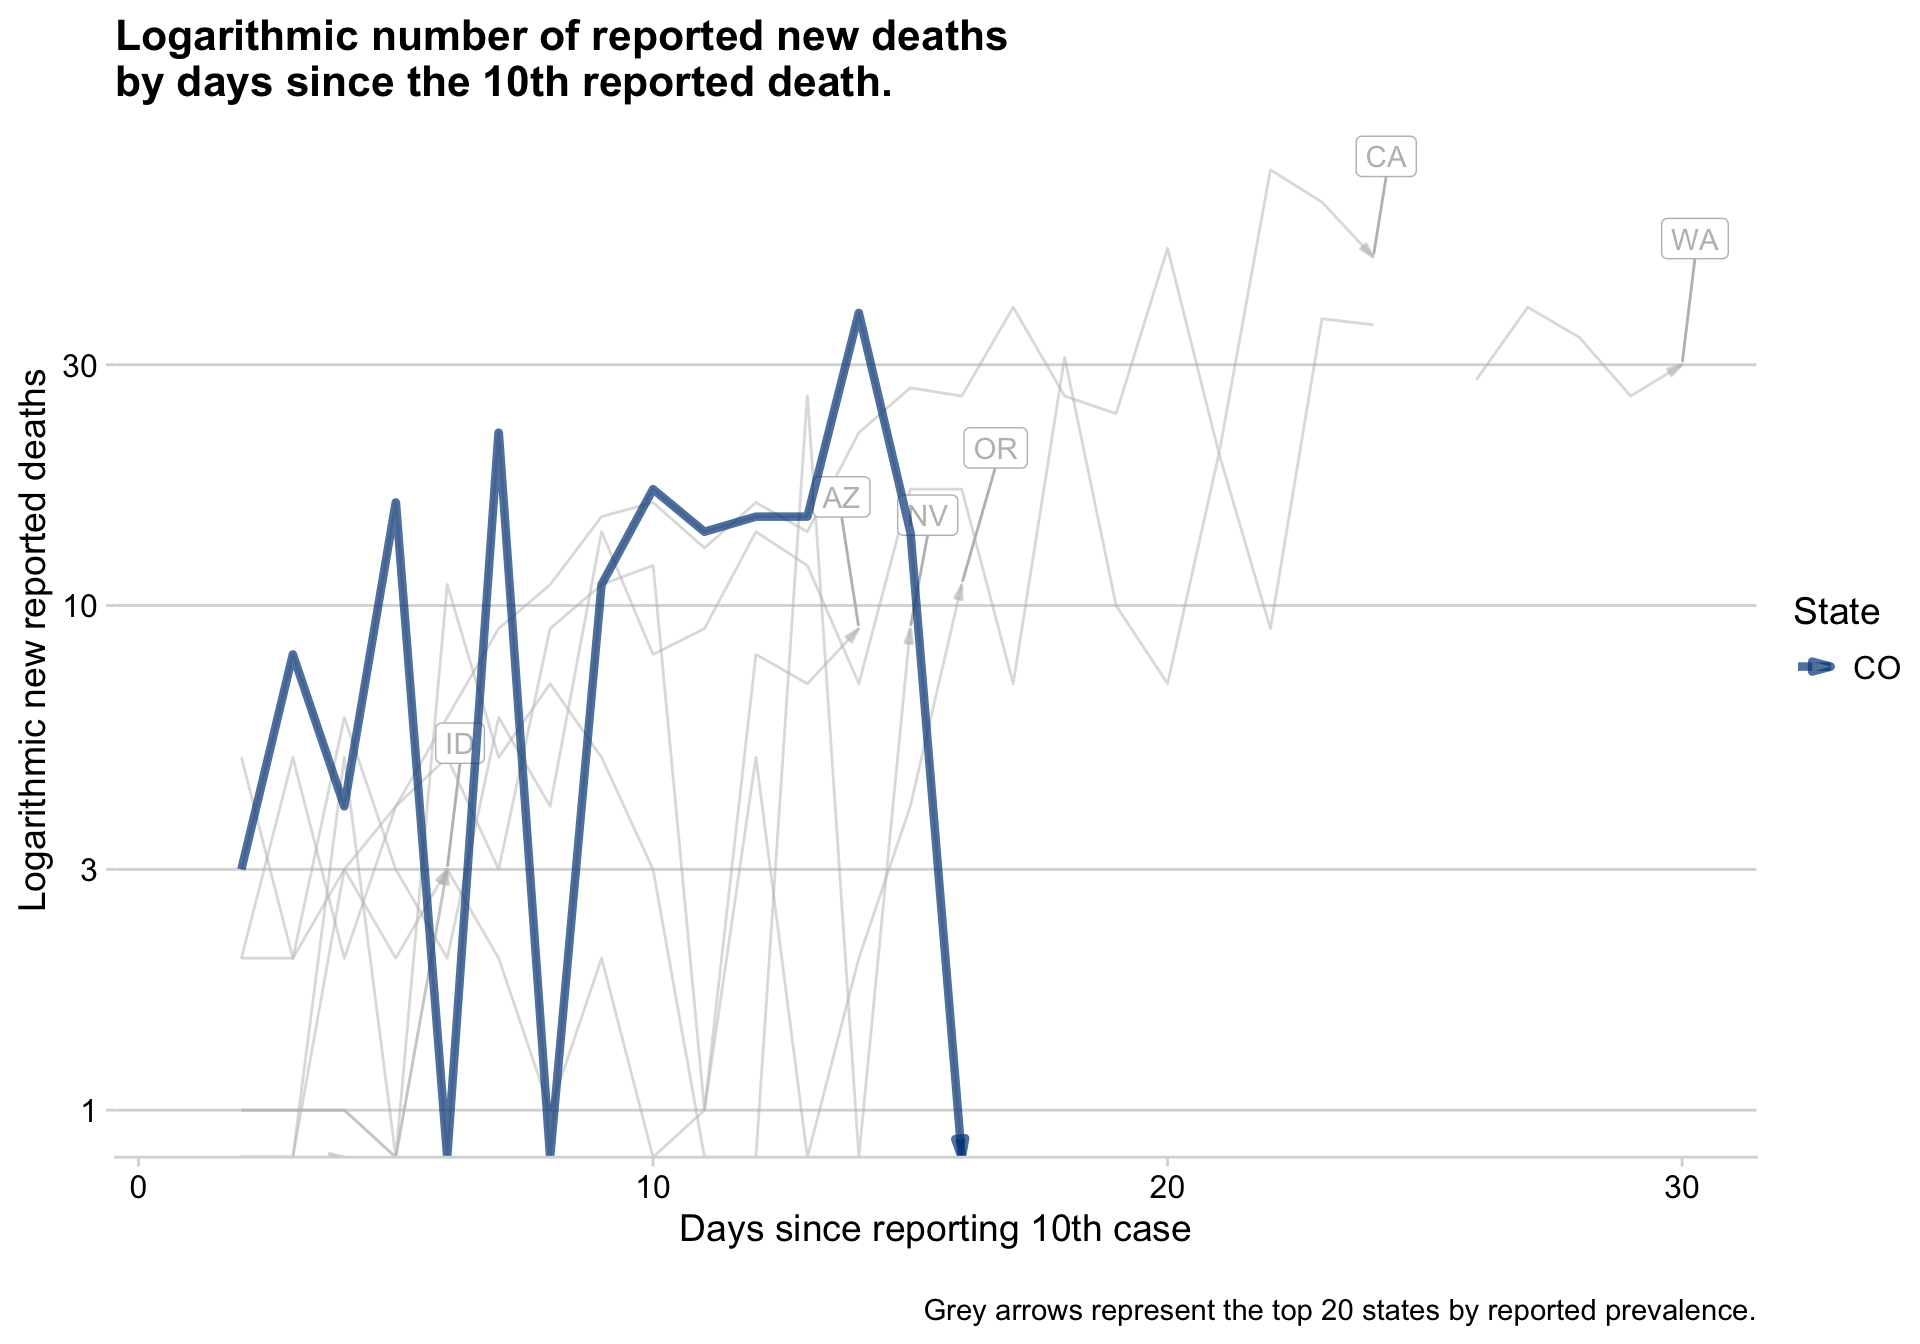 Logarithmic number of reported new deaths
by days since the 10th reported death.
CA
WA
30
OR
AZ
NV
10
ID
3
1
Logarithmic new reported deaths
State
CO
0 10 20 30
Days since reporting 10th case
Grey arrows represent the top 20 states by reported prevalence.